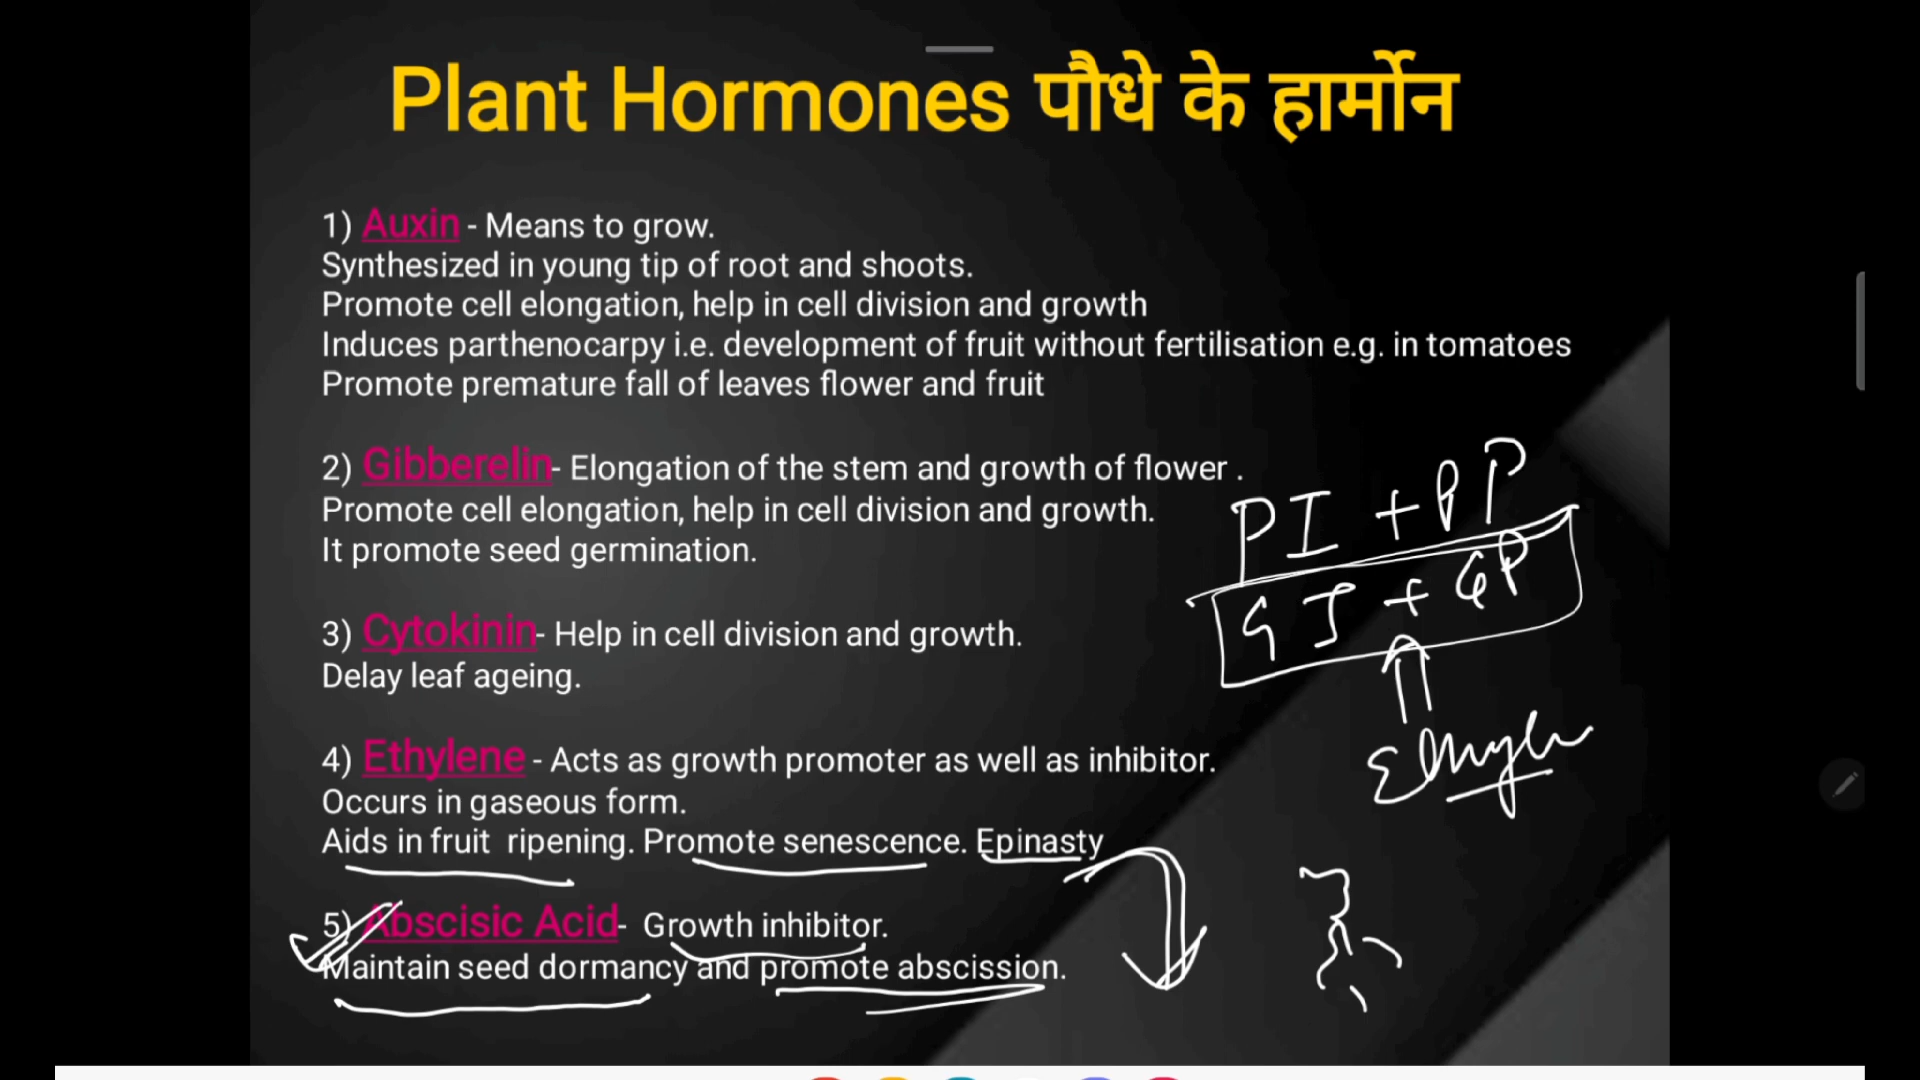 Plant Hormones पौधे के हार्मोन
1) Auxin - Means to grow.
Synthesized in young tip of root and shoots.
Promote cell elongation, help in cell division and growth
Induces parthenocarpy i.e. development of fruit without fertilisation e.g. in tomatoes
Promote premature fall of leaves flower and fruit
2) Gibberelin- Elongation of the stem and growth of flower .
Promote cell elongation, help in cell division and growth.
It promote seed germination.
3) Cytokinin- Help in cell division and growth.
Delay leaf ageing.
4) Ethylene - Acts as growth promoter as well as inhibitor.
Occurs in gaseous form.
Aids in fruit ripening. Promote senescence. Epinasty
5) Abscisic Acid- Growth inhibitor.
Maintain seed dormancy and promote abscission.
PI + PP
GI + GP